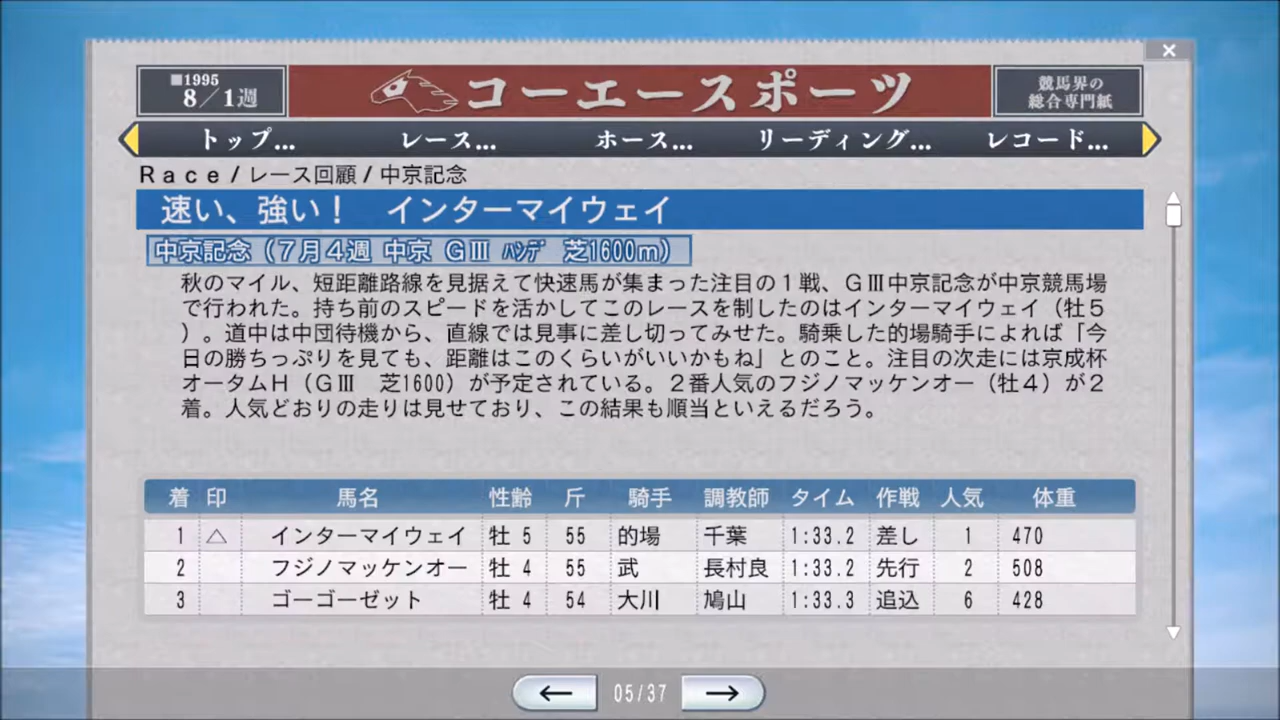 ■1995
8/1週
コーエースポーツ
競馬界の
総合専門紙
トップ... レース... ホース... リーディング... レコード...
Race/レース回顧/中京記念
速い、強い! インターマイウェイ
中京記念(7月4週 中京 GⅢ ハンデ 芝1600m)
秋のマイル、短距離路線を見据えて快速馬が集まった注目の1戦、GⅢ中京記念が中京競馬場
で行われた。持ち前のスピードを活かしてこのレースを制したのはインターマイウェイ(牡5
)。道中は中団待機から、直線では見事に差し切ってみせた。騎乗した的場騎手によれば「今
日の勝ちっぷりを見ても、距離はこのくらいがいいかもね」とのこと。注目の次走には京成杯
オータムH(GⅢ 芝1600)が予定されている。2番人気のフジノマッケンオー(牡4)が2
着。人気どおりの走りは見せており、この結果も順当といえるだろう。
着 印 馬名 性齢 斤 騎手 調教師 タイム 作戦 人気 体重
1 △ インターマイウェイ 牡 5 55 的場 千葉 1:33.2 差し 1 470
2 フジノマッケンオー 牡 4 55 武 長村良 1:33.2 先行 2 508
3 ゴーゴーゼット 牡 4 54 大川 鳩山 1:33.3 追込 6 428
← 05/37 →